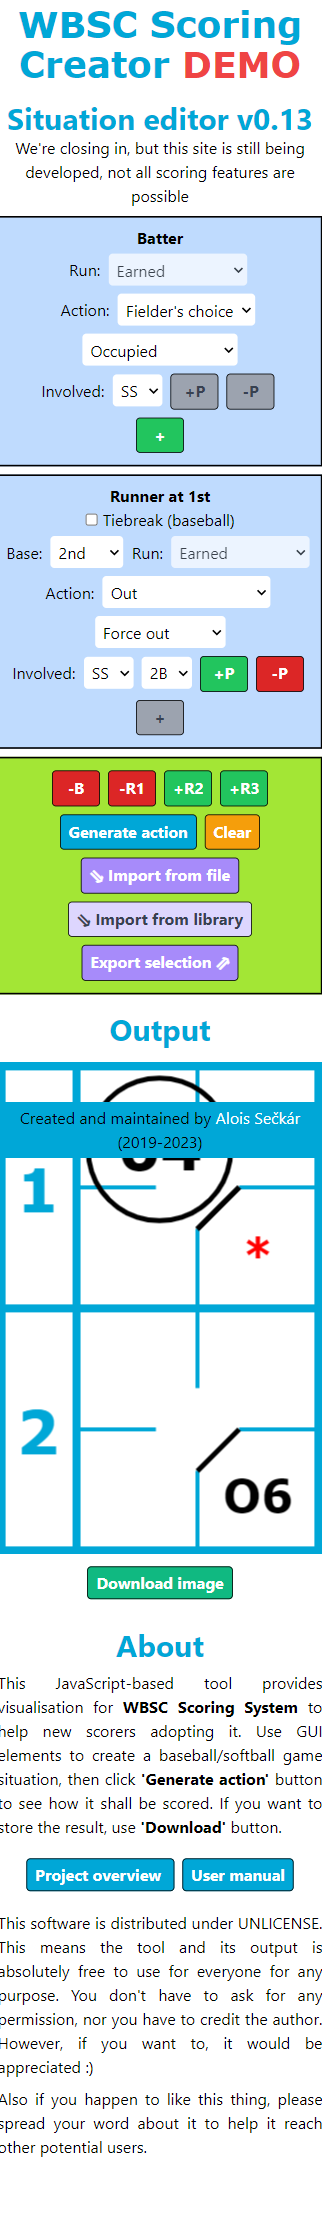 WBSC Scoring
Creator DEMO
Situation editor v0.13
We're closing in, but this site is still being
developed, not all scoring features are
possible
Batter
Run: Earned
Action: Fielder's choice
Occupied
Involved: SS +P -P
+
Runner at 1st
Tiebreak (baseball)
Base: 2nd Run: Earned
Action: Out
Force out
Involved: SS 2B +P -P
+
-B -R1 +R2 +R3
Generate action Clear
⇘ Import from file
⇘ Import from library
Export selection ⇗
Output
Created and maintained by Alois Sečkár
(2019-2023)
1
*
2
O6
Download image
About
This JavaScript-based tool provides
visualisation for WBSC Scoring System to
help new scorers adopting it. Use GUI
elements to create a baseball/softball game
situation, then click 'Generate action' button
to see how it shall be scored. If you want to
store the result, use 'Download' button.
Project overview User manual
This software is distributed under UNLICENSE.
This means the tool and its output is
absolutely free to use for everyone for any
purpose. You don't have to ask for any
permission, nor you have to credit the author.
However, if you want to, it would be
appreciated :)
Also if you happen to like this thing, please
spread your word about it to help it reach
other potential users.